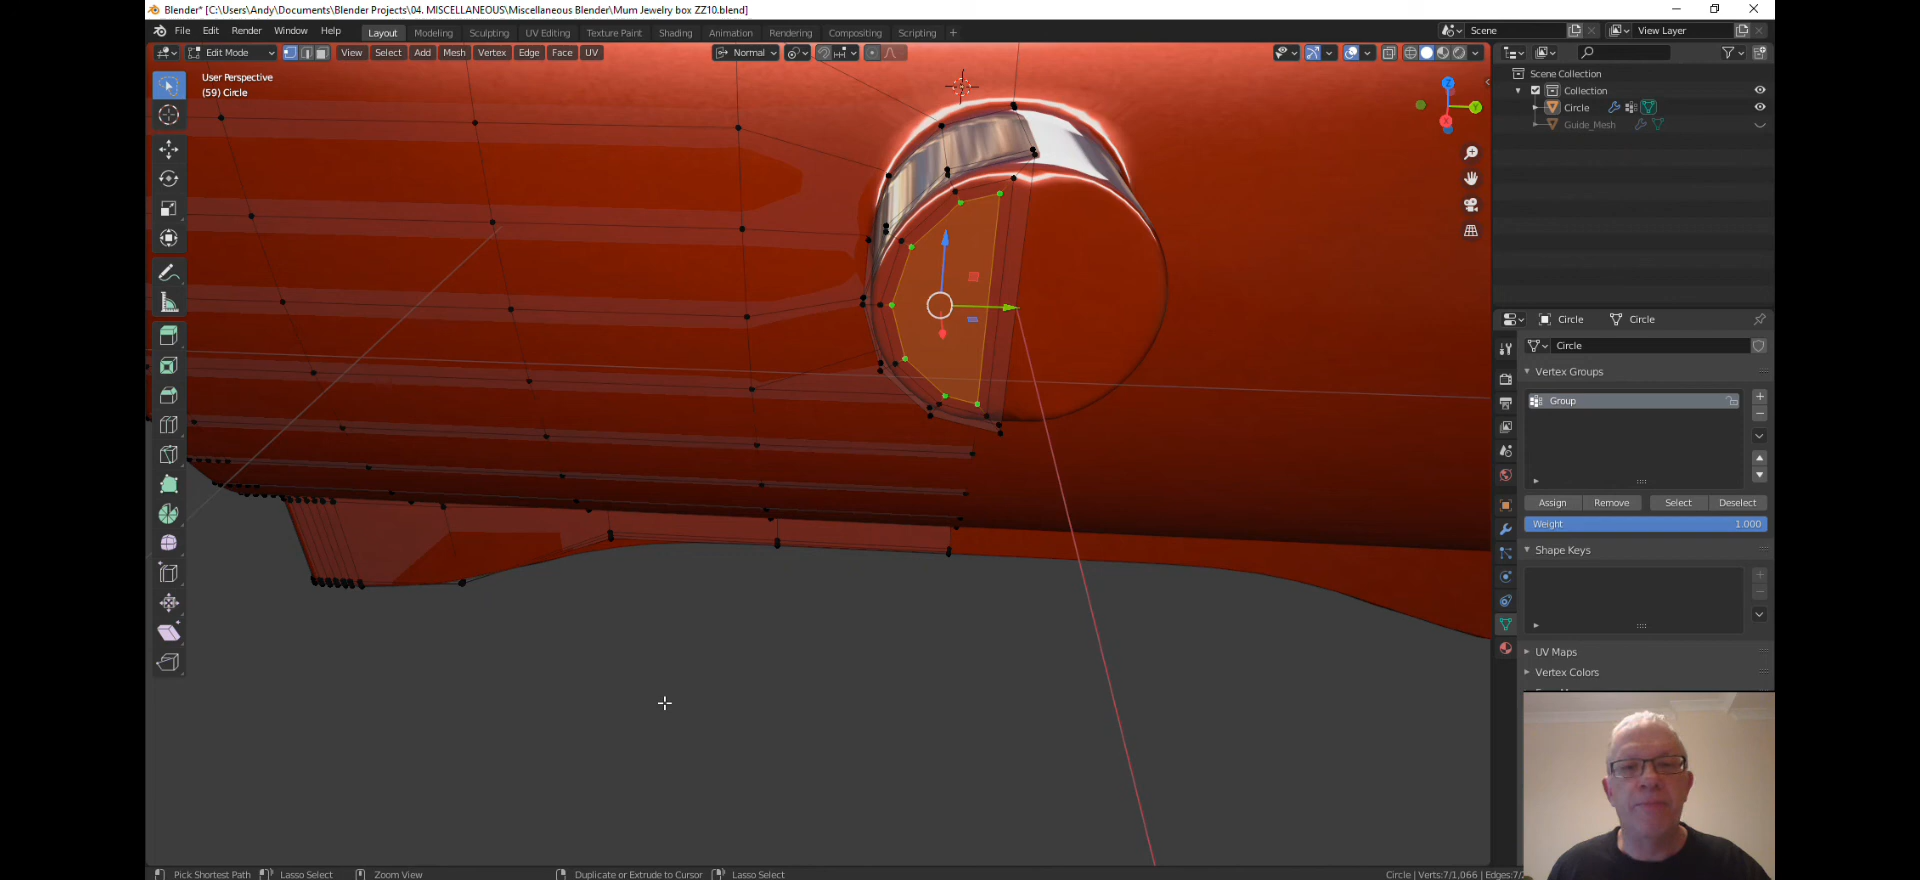 Blender* [C:\Users\Andy\Documents\Blender Projects\04. MISCELLANEOUS\Miscellaneous Blender\Mum Jewelry box ZZ10.blend]
File Edit Render Window Help Layout Modeling Sculpting UV Editing Texture Paint Shading Animation Rendering Compositing Scripting + Scene View Layer
Edit Mode View Select Add Mesh Vertex Edge Face UV Normal
User Perspective
(59) Circle
Z
Y
X
Scene Collection
Collection
Circle
Guide_Mesh
Circle Circle
Circle
Vertex Groups
Group
Assign Remove Select Deselect
Weight 1.000
Shape Keys
UV Maps
Vertex Colors
Pick Shortest Path Lasso Select Zoom View Duplicate or Extrude to Cursor Lasso Select Circle | Verts:7/1,066 | Edges:7/